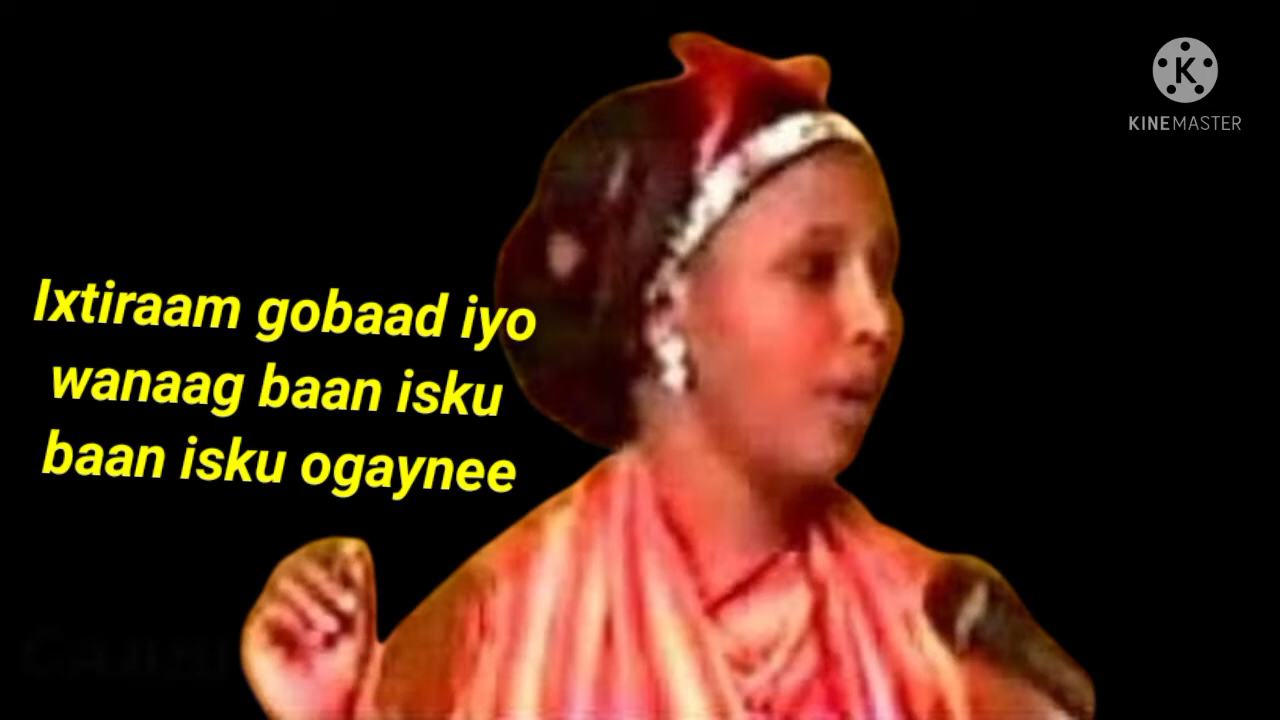 Ixtiraam gobaad iyo
wanaag baan isku
baan isku ogaynee
K
KINEMASTER